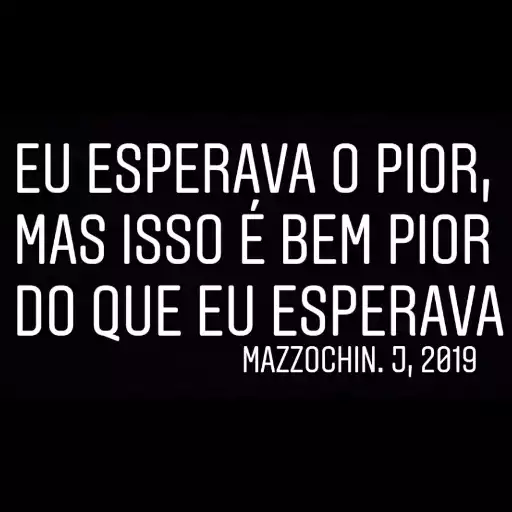 EU ESPERAVA O PIOR,
MAS ISSO É BEM PIOR
DO QUE EU ESPERAVA
MAZZOCHIN. J, 2019